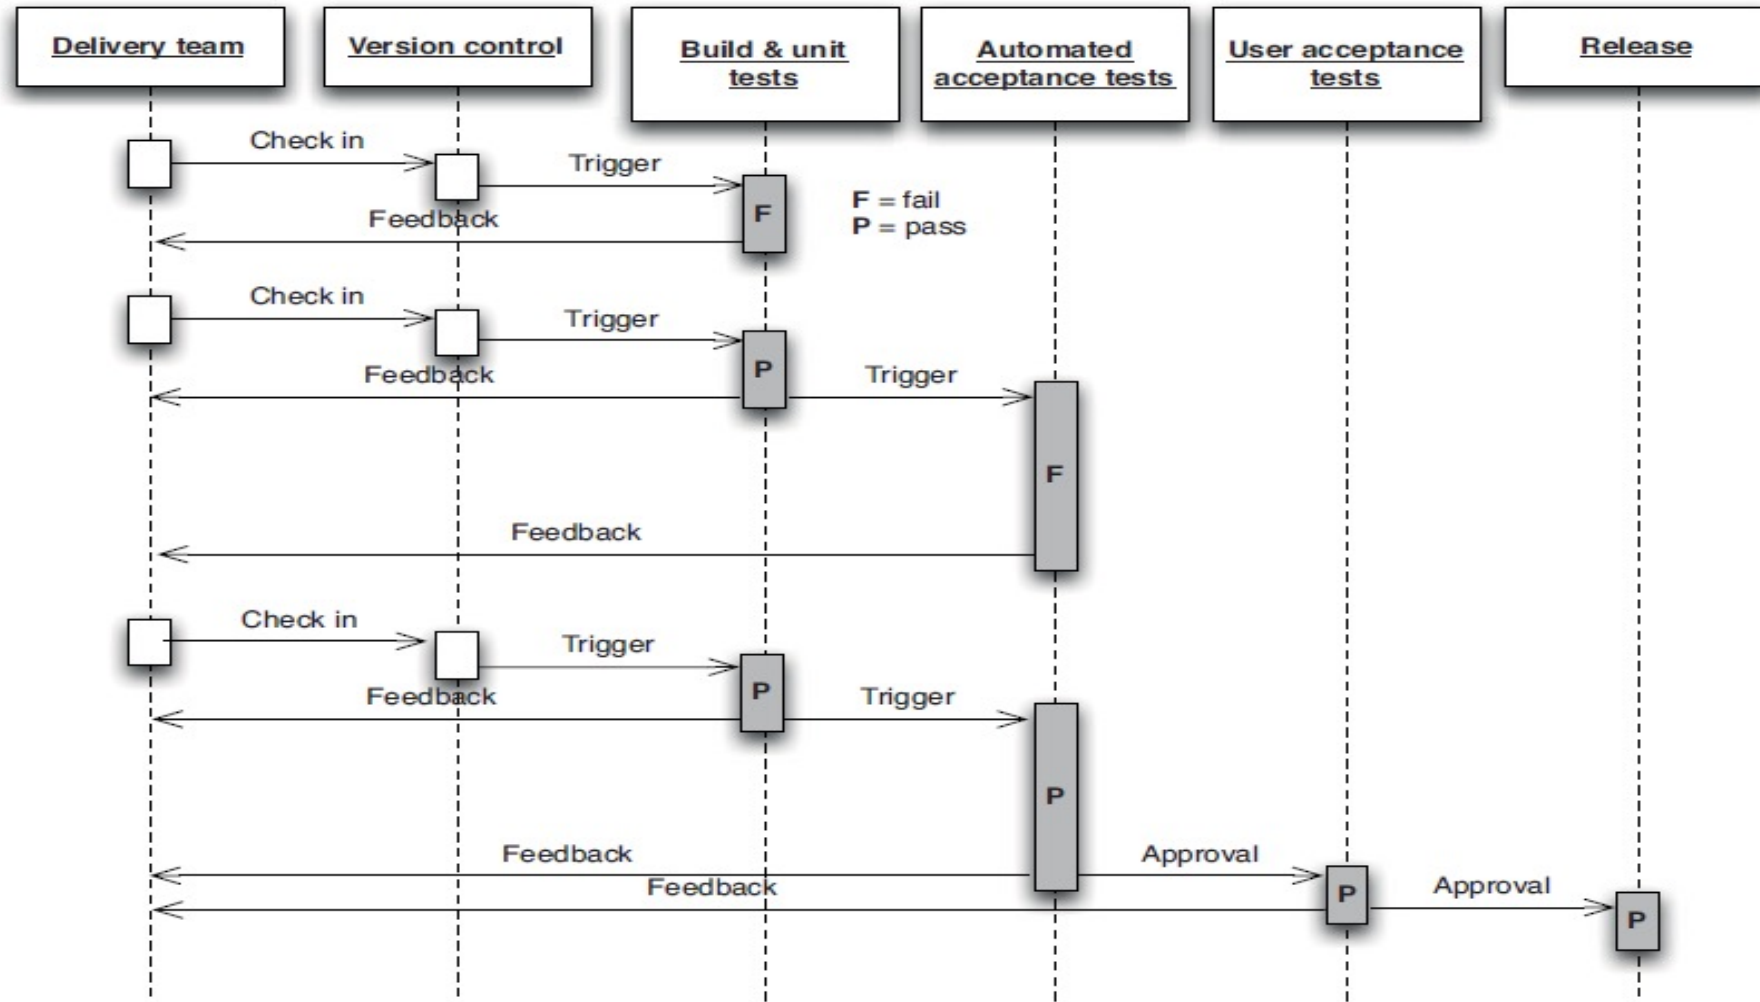 Delivery team
Version control
Build & unit
tests
Automated
acceptance tests
User acceptance
tests
Release
Check in
Trigger
F
F = fail
P = pass
Feedback
Check in
Trigger
P
Feedback
Trigger
F
Feedback
Check in
Trigger
P
Feedback
Trigger
P
Feedback
Approval
Feedback
P
Approval
P